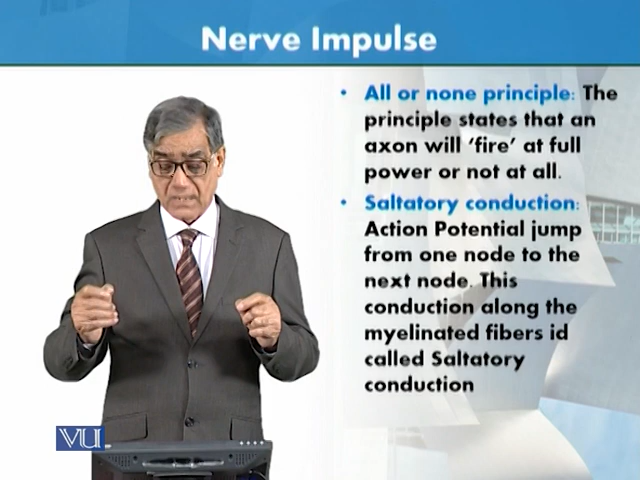 Nerve Impulse
• All or none principle: The
principle states that an
axon will 'fire' at full
power or not at all.
• Saltatory conduction:
Action Potential jump
from one node to the
next node. This
conduction along the
myelinated fibers id
called Saltatory
conduction
VU